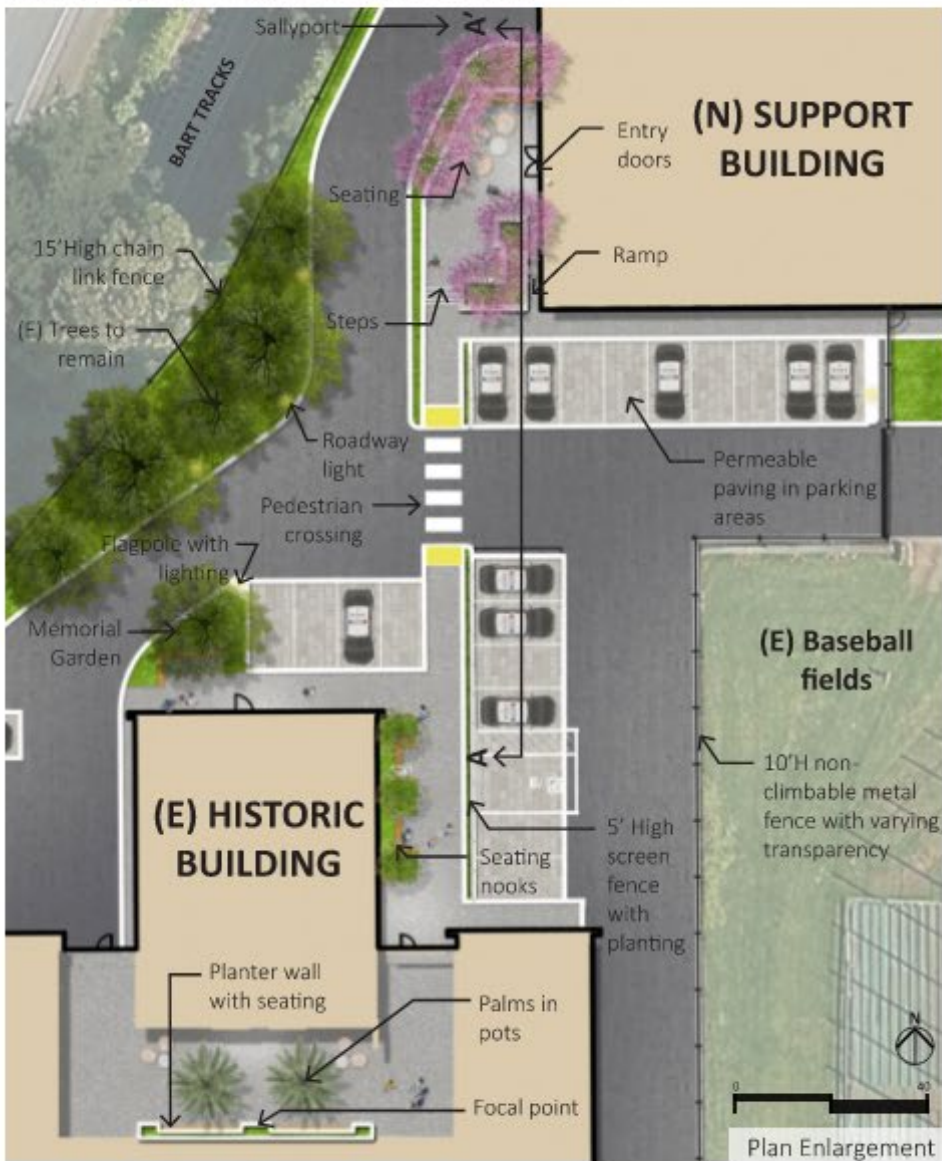 Sallyport
A'
BART TRACKS
(N) SUPPORT
BUILDING
Entry
doors
Seating
15'High chain
link fence
Ramp
(E) Trees to
remain
Steps
Roadway
light
Permeable
paving in parking
areas
Pedestrian
crossing
Flagpole with
lighting
Memorial
Garden
(E) Baseball
fields
A
10'H non-
climbable metal
fence with varying
transparency
(E) HISTORIC
BUILDING
5' High
screen
fence
with
planting
Seating
nooks
Planter wall
with seating
Palms in
pots
N
0
40
Focal point
Plan Enlargement